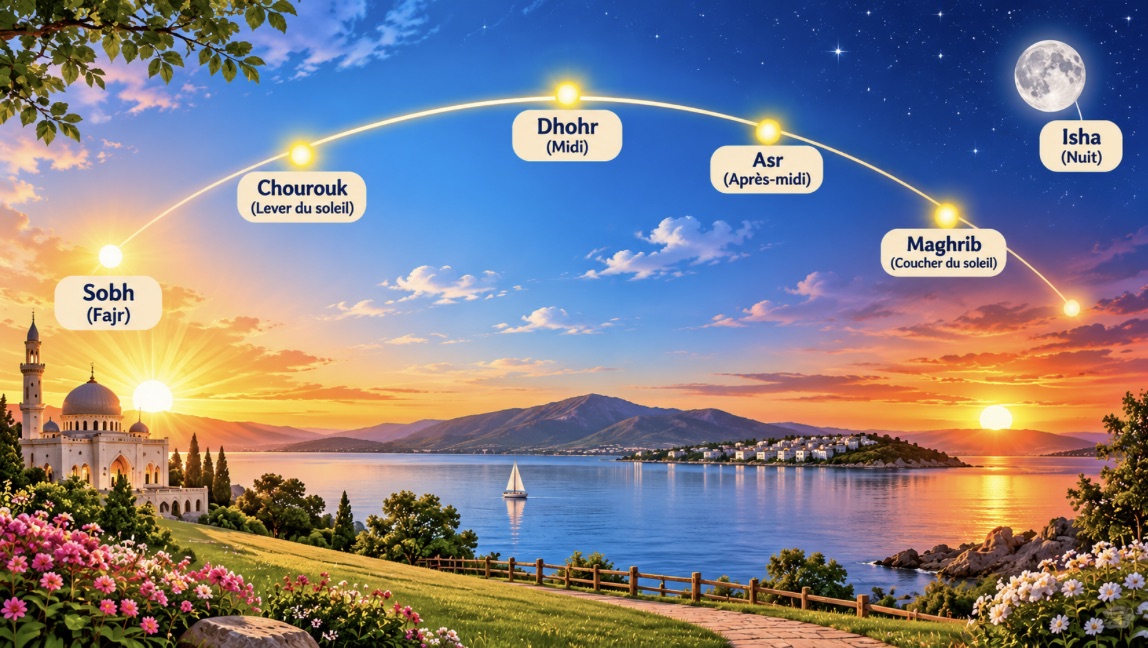 Sobh
(Fajr)
Chourouk
(Lever du soleil)
Dhohr
(Midi)
Asr
(Après-midi)
Maghrib
(Coucher du soleil)
Isha
(Nuit)